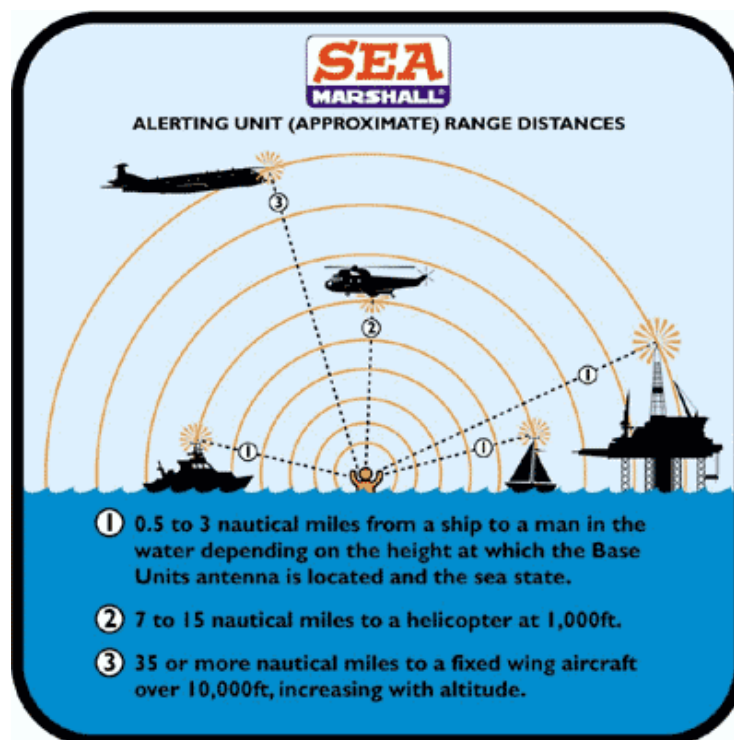 SEA
MARSHALL®
ALERTING UNIT (APPROXIMATE) RANGE DISTANCES
3
2
1
1
1
1 0.5 to 3 nautical miles from a ship to a man in the
water depending on the height at which the Base
Units antenna is located and the sea state.
2 7 to 15 nautical miles to a helicopter at 1,000ft.
3 35 or more nautical miles to a fixed wing aircraft
over 10,000ft, increasing with altitude.